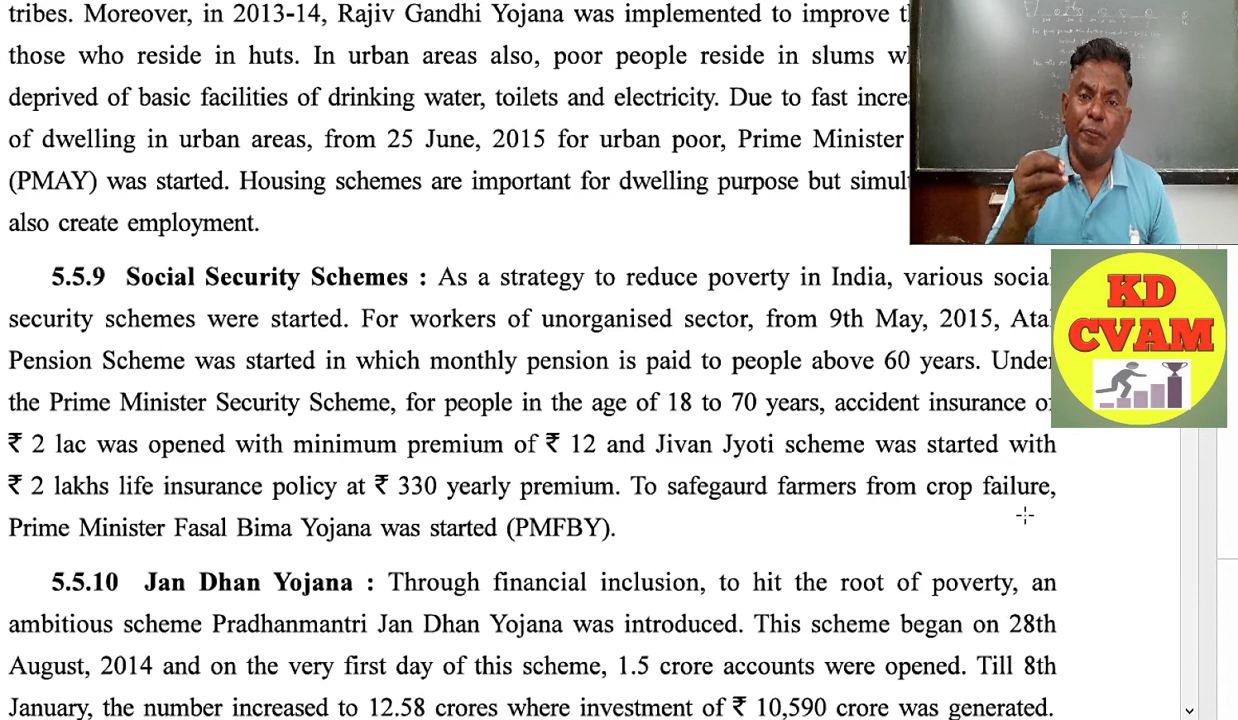 tribes. Moreover, in 2013-14, Rajiv Gandhi Yojana was implemented to improve
those who reside in huts. In urban areas also, poor people reside in slums
deprived of basic facilities of drinking water, toilets and electricity. Due to fast
of dwelling in urban areas, from 25 June, 2015 for urban poor, Prime Minister
(PMAY) was started. Housing schemes are important for dwelling purpose but
also create employment.
5.5.9 Social Security Schemes : As a strategy to reduce poverty in India, various social
security schemes were started. For workers of unorganised sector, from 9th May, 2015, Atal
Pension Scheme was started in which monthly pension is paid to people above 60 years. Under
the Prime Minister Security Scheme, for people in the age of 18 to 70 years, accident insurance of
₹ 2 lac was opened with minimum premium of ₹ 12 and Jivan Jyoti scheme was started with
₹ 2 lakhs life insurance policy at ₹ 330 yearly premium. To safegaurd farmers from crop failure,
Prime Minister Fasal Bima Yojana was started (PMFBY).
5.5.10 Jan Dhan Yojana : Through financial inclusion, to hit the root of poverty, an
ambitious scheme Pradhanmantri Jan Dhan Yojana was introduced. This scheme began on 28th
August, 2014 and on the very first day of this scheme, 1.5 crore accounts were opened. Till 8th
January, the number increased to 12.58 crores where investment of ₹ 10,590 crore was generated.
KD
CVAM